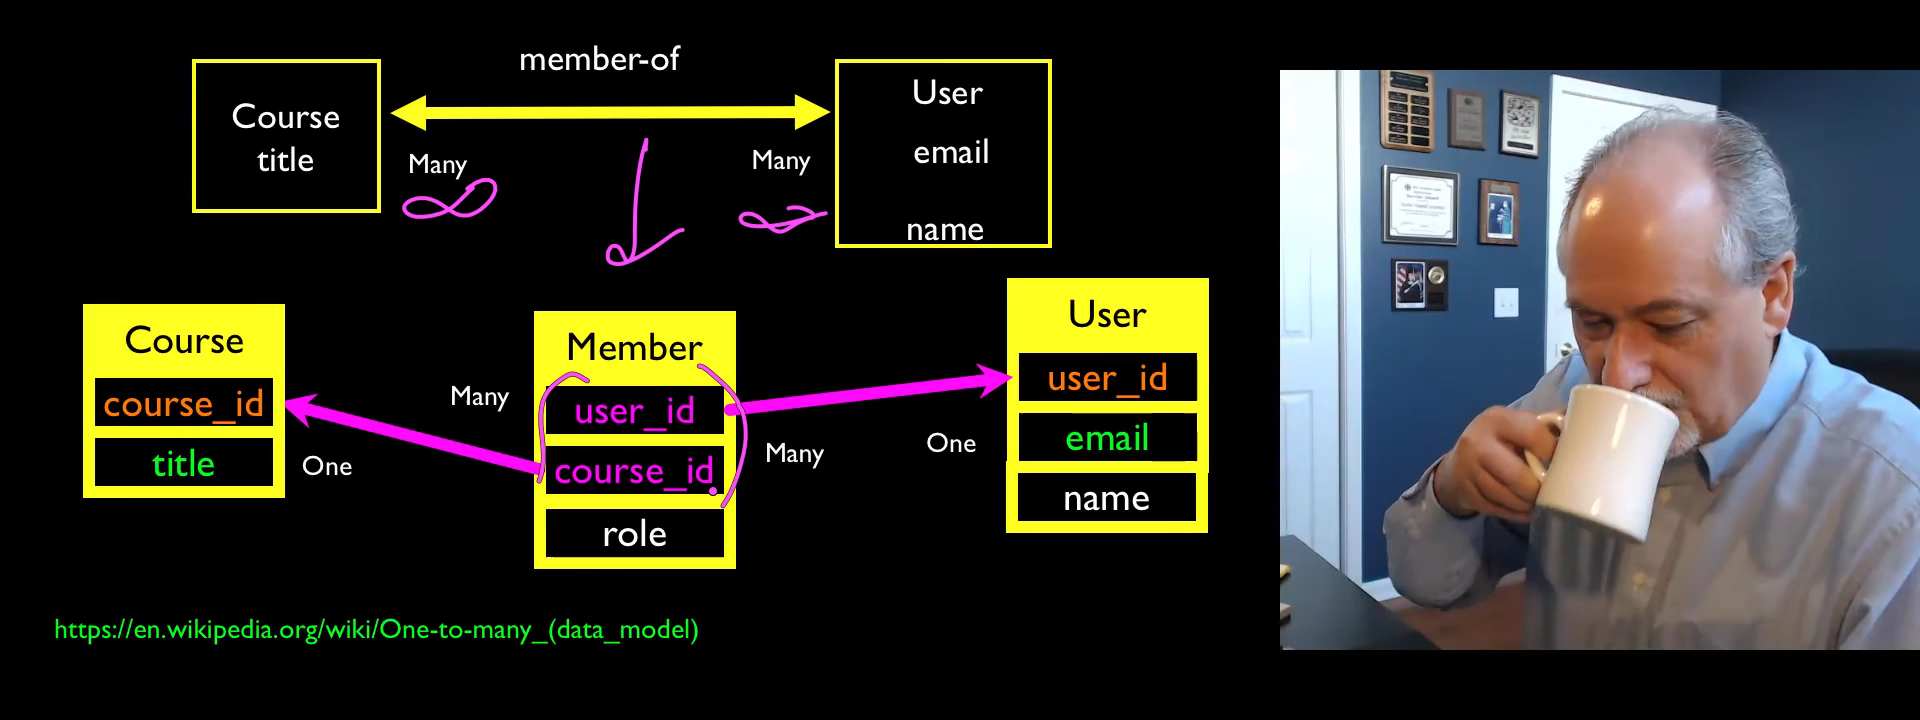 member-of
Course
title
Many
Many
User
email
name
Course
course_id
title
One
Many
Member
user_id
course_id
role
Many
One
User
user_id
email
name
https://en.wikipedia.org/wiki/One-to-many_(data_model)